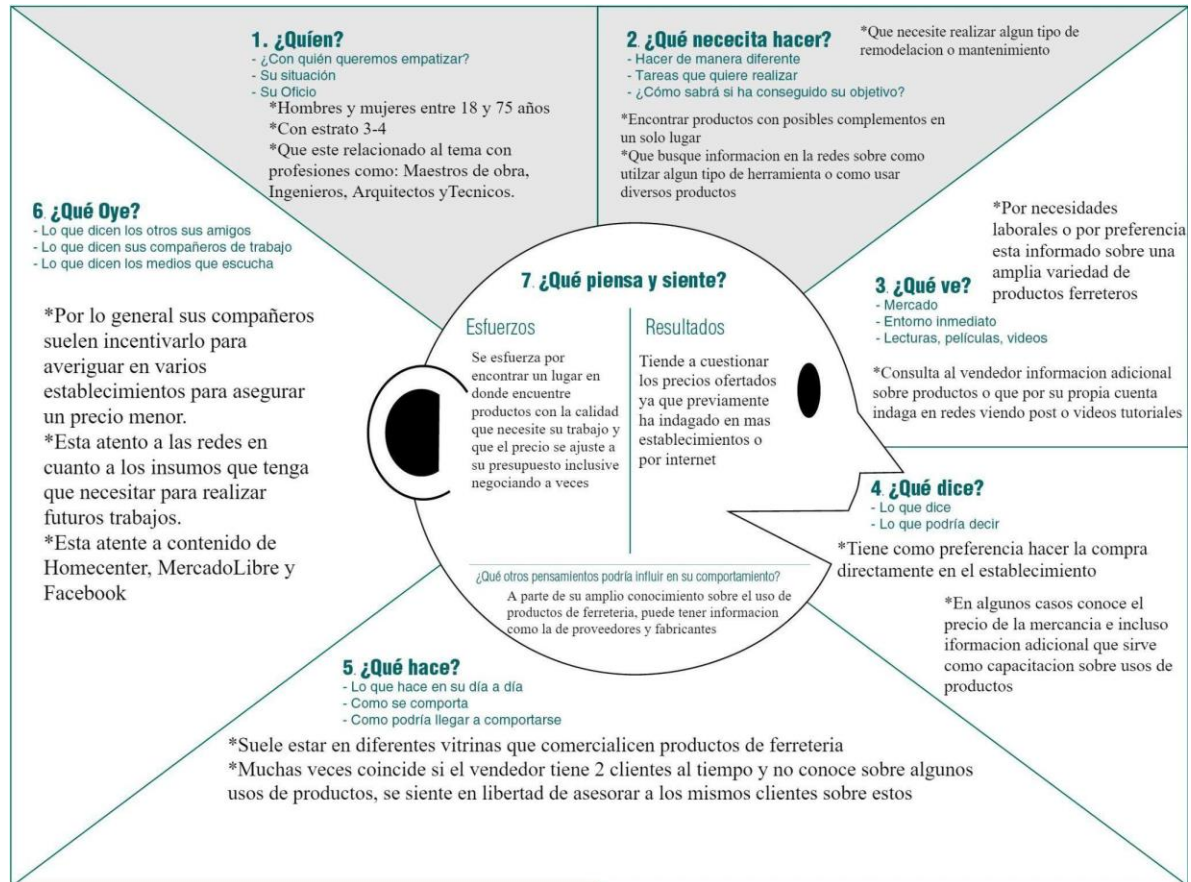 1. ¿Quíen?
- ¿Con quién queremos empatizar?
- Su situación
- Su Oficio
*Hombres y mujeres entre 18 y 75 años
*Con estrato 3-4
*Que este relacionado al tema con
profesiones como: Maestros de obra,
Ingenieros, Arquitectos yTecnicos.
2. ¿Qué nececita hacer?
- Hacer de manera diferente
- Tareas que quiere realizar
- ¿Cómo sabrá si ha conseguido su objetivo?
*Que necesite realizar algun tipo de
remodelacion o mantenimiento
*Encontrar productos con posibles complementos en
un solo lugar
*Que busque informacion en la redes sobre como
utilzar algun tipo de herramienta o como usar
diversos productos
*Por necesidades
laborales o por preferencia
esta informado sobre una
amplia variedad de
productos ferreteros
3. ¿Qué ve?
- Mercado
- Entorno inmediato
- Lecturas, películas, videos
*Consulta al vendedor informacion adicional
sobre productos o que por su propia cuenta
indaga en redes viendo post o videos tutoriales
4. ¿Qué dice?
- Lo que dice
- Lo que podría decir
*Tiene como preferencia hacer la compra
directamente en el establecimiento
*En algunos casos conoce el
precio de la mercancia e incluso
iformacion adicional que sirve
como capacitacion sobre usos de
productos
5. ¿Qué hace?
- Lo que hace en su día a día
- Como se comporta
- Como podría llegar a comportarse
*Suele estar en diferentes vitrinas que comercialicen productos de ferreteria
*Muchas veces coincide si el vendedor tiene 2 clientes al tiempo y no conoce sobre algunos
usos de productos, se siente en libertad de asesorar a los mismos clientes sobre estos
6. ¿Qué Oye?
- Lo que dicen los otros sus amigos
- Lo que dicen sus compañeros de trabajo
- Lo que dicen los medios que escucha
*Por lo general sus compañeros
suelen incentivarlo para
averiguar en varios
establecimientos para asegurar
un precio menor.
*Esta atento a las redes en
cuanto a los insumos que tenga
que necesitar para realizar
futuros trabajos.
*Esta atente a contenido de
Homecenter, MercadoLibre y
Facebook
7. ¿Qué piensa y siente?
Esfuerzos
Se esfuerza por
encontrar un lugar en
donde encuentre
productos con la calidad
que necesite su trabajo y
que el precio se ajuste a
su presupuesto inclusive
negociando a veces
Resultados
Tiende a cuestionar
los precios ofertados
ya que previamente
ha indagado en mas
establecimientos o
por internet
¿Qué otros pensamientos podría influir en su comportamiento?
A parte de su amplio conocimiento sobre el uso de
productos de ferreteria, puede tener informacion
como la de proveedores y fabricantes